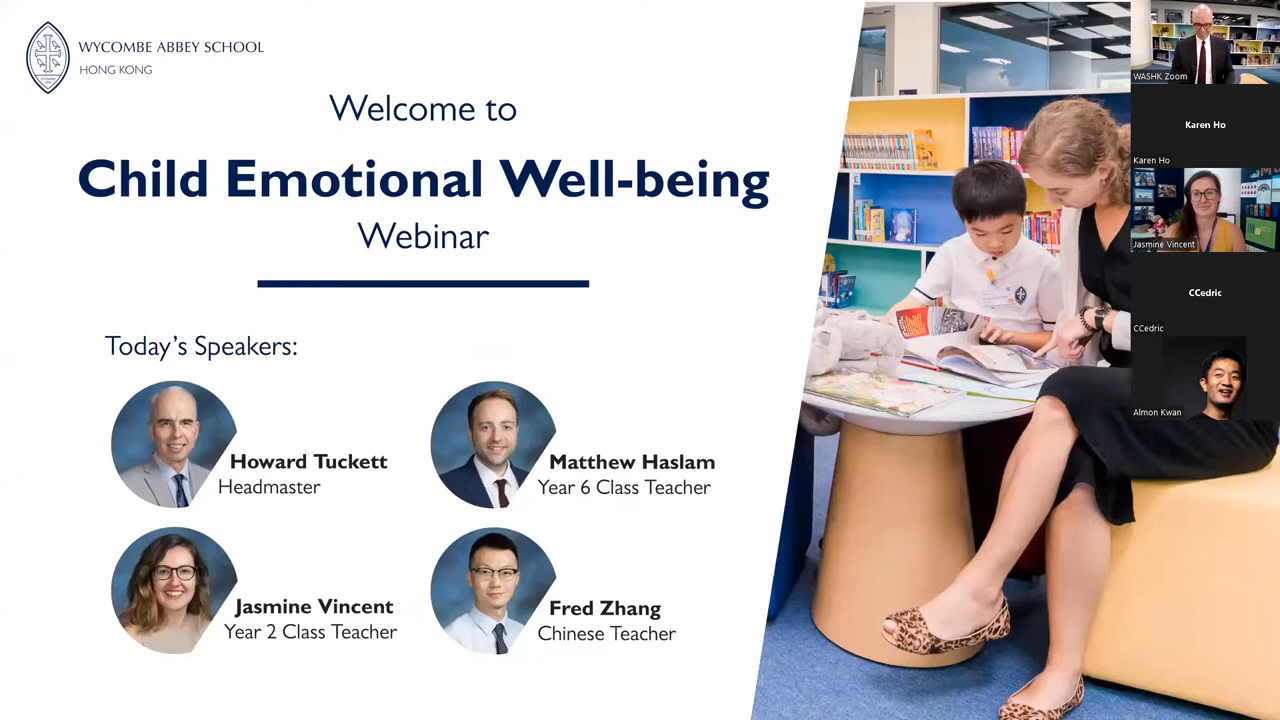 WYCOMBE ABBEY SCHOOL
HONG KONG
Welcome to
Child Emotional Well-being
Webinar
Today's Speakers:
Howard Tuckett
Headmaster
Matthew Haslam
Year 6 Class Teacher
Jasmine Vincent
Year 2 Class Teacher
Fred Zhang
Chinese Teacher
WASHK Zoom
Karen Ho
Karen Ho
Jasmine Vincent
CCedric
CCedric
Almon Kwan